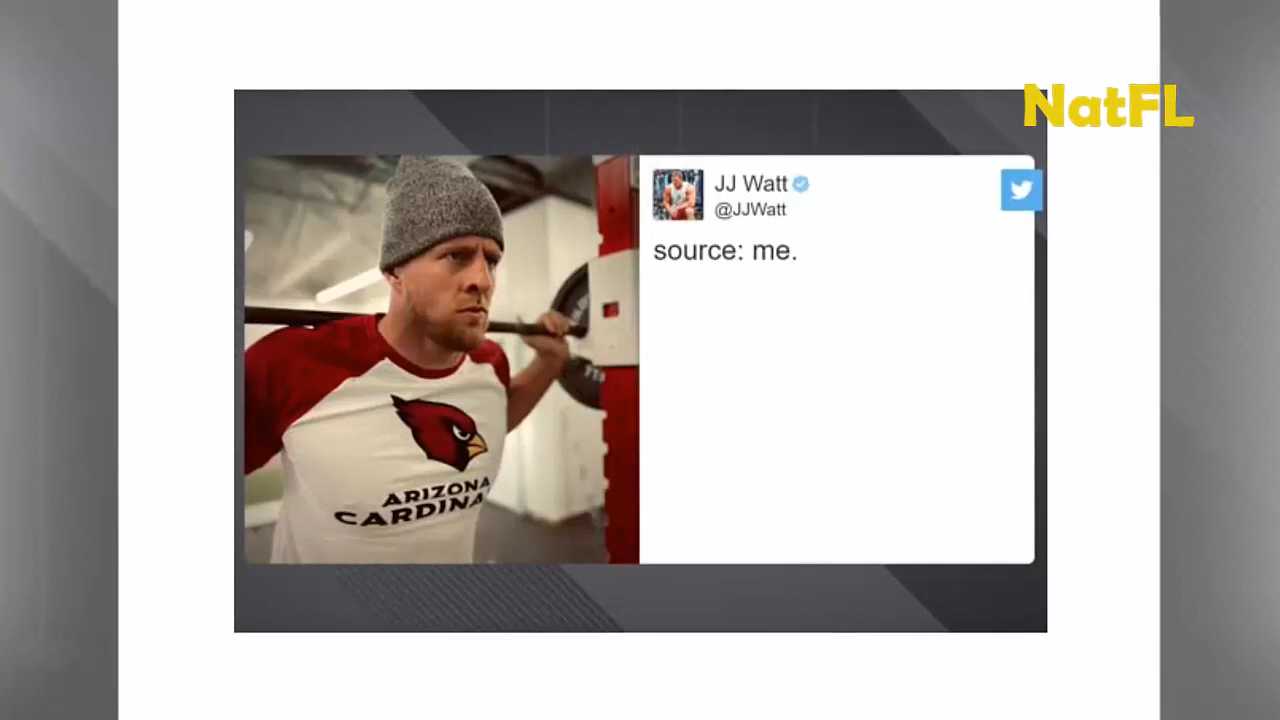 NatFL
JJ Watt
@JJWatt
source: me.
ARIZONA
CARDINA